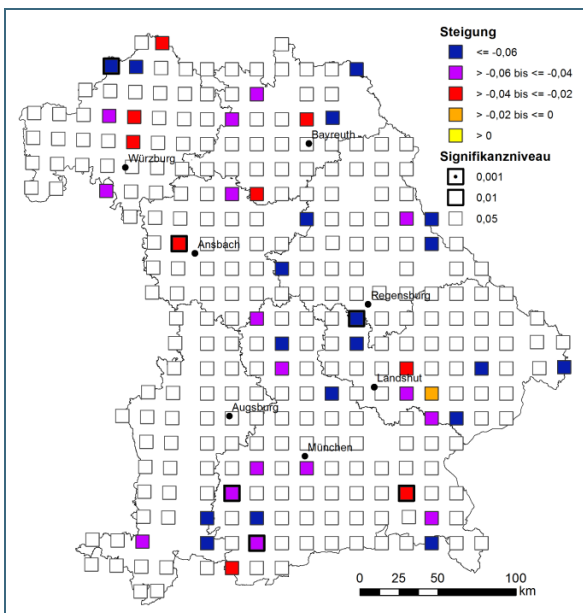 Steigung
<= -0,06
> -0,06 bis <= -0,04
> -0,04 bis <= -0,02
> -0,02 bis <= 0
> 0
Signifikanzniveau
0,001
0,01
0,05
Bayreuth
Würzburg
Ansbach
Regensburg
Landshut
Augsburg
München
0 25 50 100
km